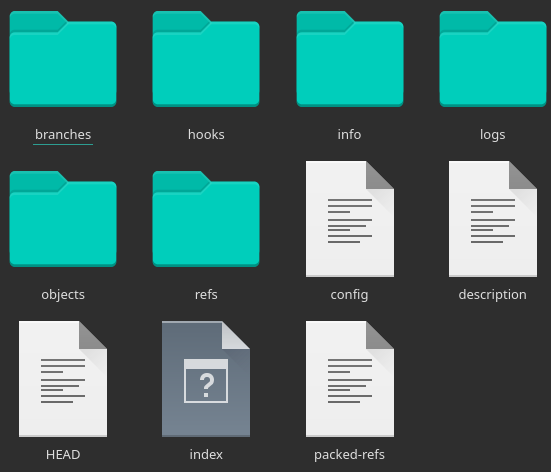 branches
hooks
info
logs
objects
refs
config
description
HEAD
?
index
packed-refs